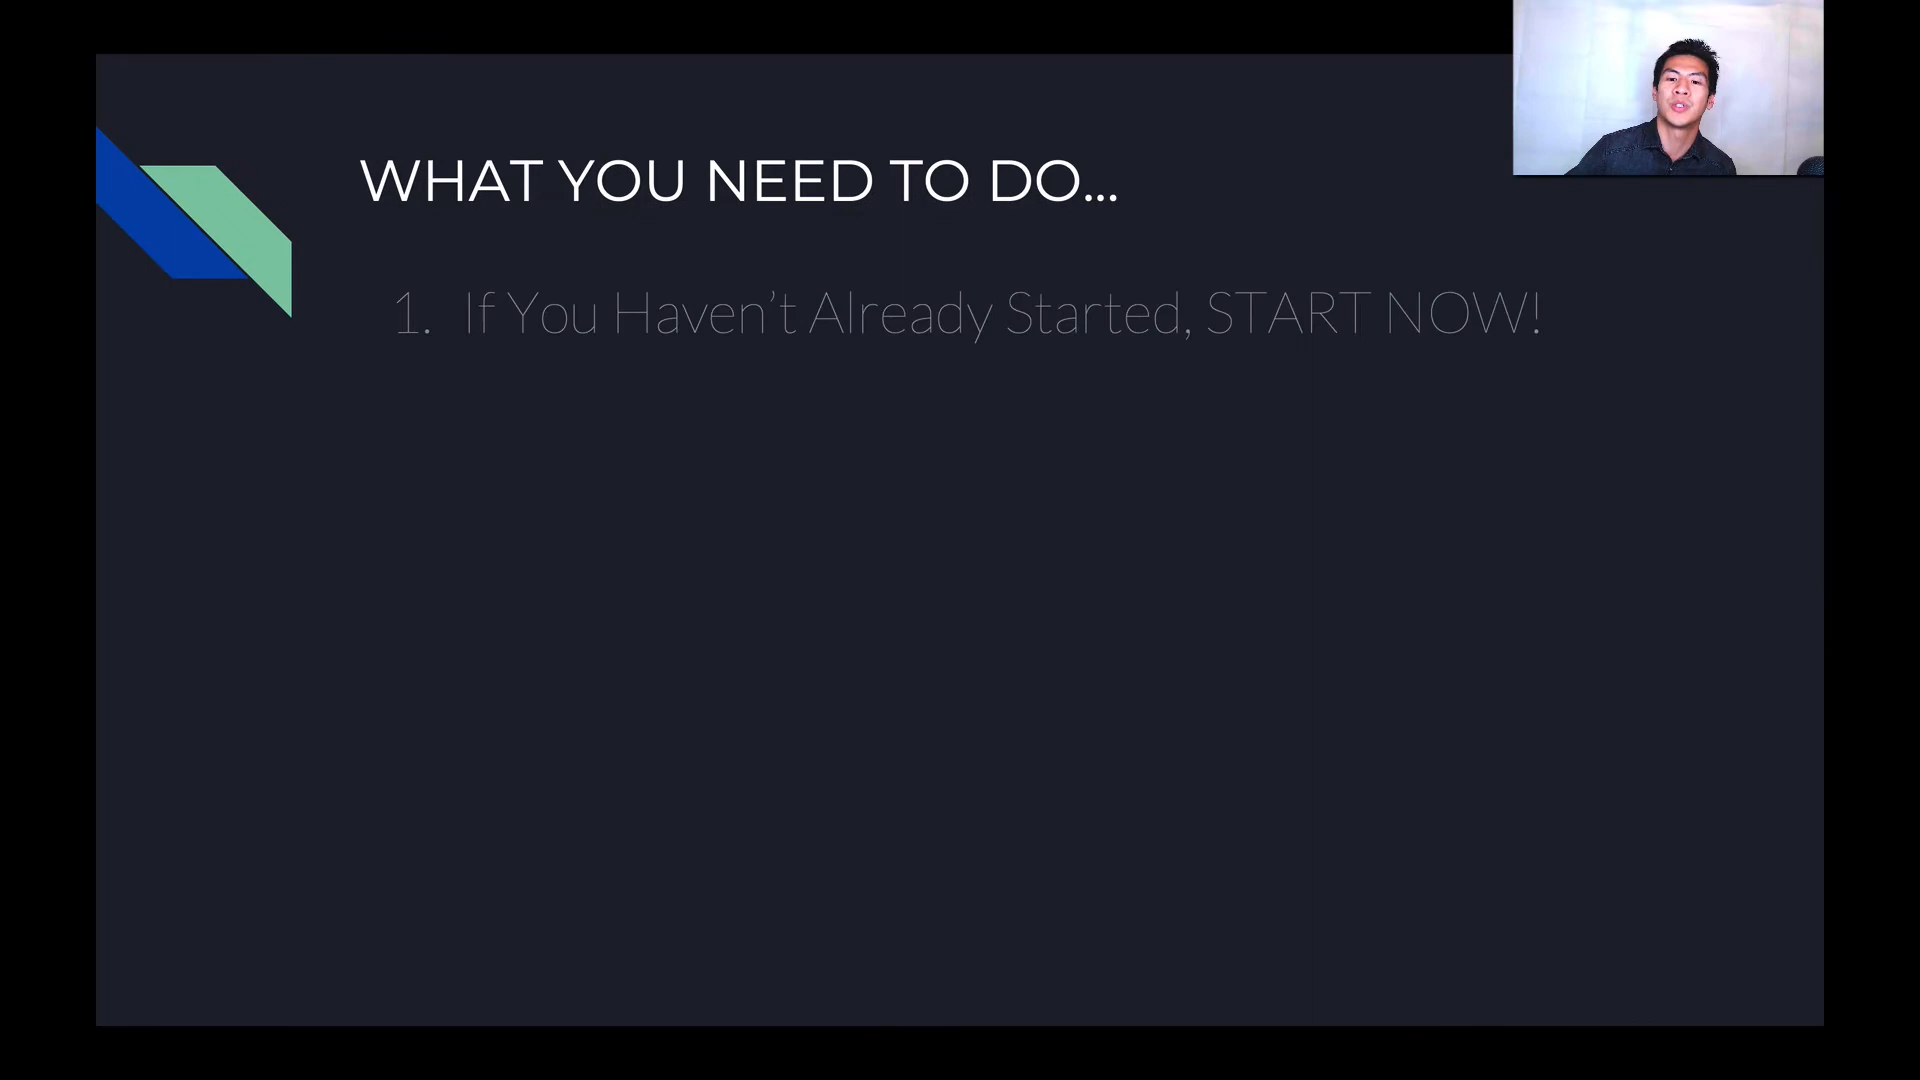 WHAT YOU NEED TO DO...
1. If You Haven’t Already Started, START NOW!